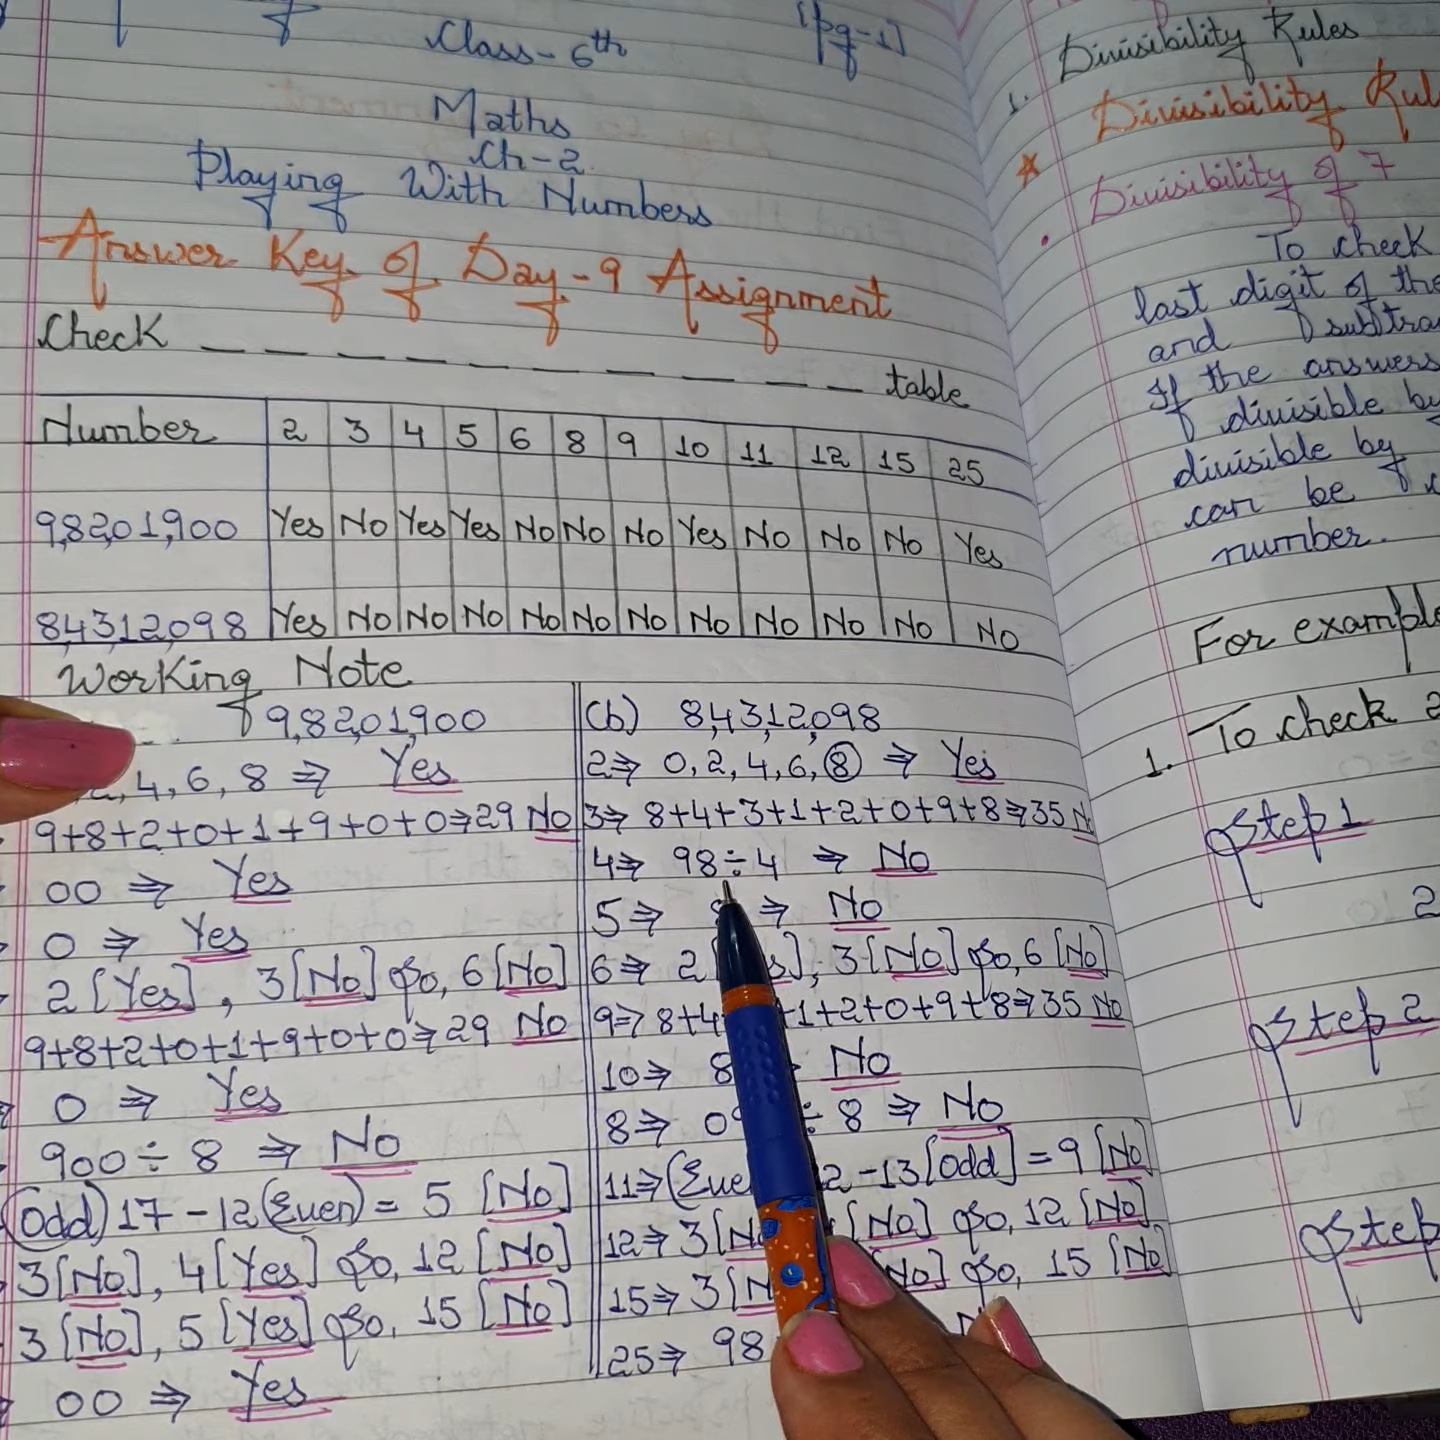 Class-6th
[pg-1]
Maths
Ch-2
Playing With Numbers
Answer Key of Day-9 Assignment
Check _ _ _ _ _ _ _ _ _ _ _ _ table
Number 2 3 4 5 6 8 9 10 11 12 15 25
9,82,01,900 Yes No Yes Yes No No No Yes No No No Yes
84,312,098 Yes No No No No No No No No No No No
Working Note
9,82,01,900
4, 6, 8 ⇒ Yes
9+8+2+0+1+9+0+0⇒29 No
00 ⇒ Yes
0 ⇒ Yes
2 [Yes], 3[No] So, 6 [No]
9+8+2+0+1+9+0+0⇒29 No
0 ⇒ Yes
900 ÷ 8 ⇒ No
(Odd) 17 - 12 (Even) = 5 [No]
3[No], 4[Yes] So, 12 [No]
3 [No], 5 [Yes] So, 15 [No]
00 ⇒ Yes
(b) 8,43,12,098
2⇒ 0, 2, 4, 6, 8 ⇒ Yes
3⇒ 8+4+3+1+2+0+9+8⇒35
4⇒ 98÷4 ⇒ No
5⇒ ⇒ No
6⇒ 2 3[No] So, 6 [No]
9⇒ 8+4 +1+2+0+9+8⇒35 No
10⇒ 8 No
8⇒ ÷ 8 ⇒ No
11⇒ 2-13[Odd] = 9 [No]
12⇒ 3 [No] So, 12 [No]
15⇒ 3 So, 15 [No]
25⇒ 98
Divisibility Rules
1. Divisibility
Divisibility of 7
To check
last digit of the
and
If the answers
divisible by
divisible by
can be
number.
For example
1. To check 2
Step 1
2
Step 2
Step